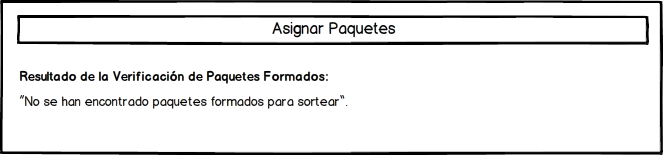 Asignar Paquetes
Resultado de la Verificación de Paquetes Formados:
"No se han encontrado paquetes formados para sortear".